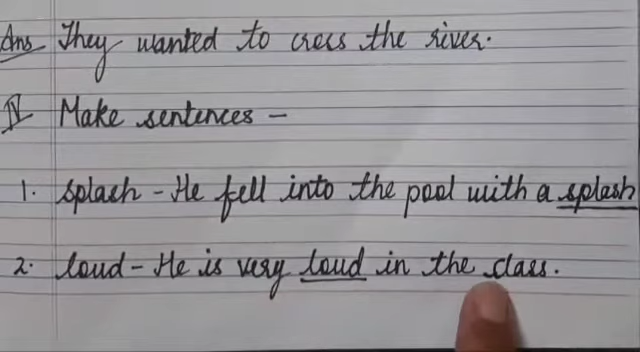 Ans They wanted to cross the river.
IV Make sentences -
1. splash - He fell into the pool with a splash
2. loud - He is very loud in the class.